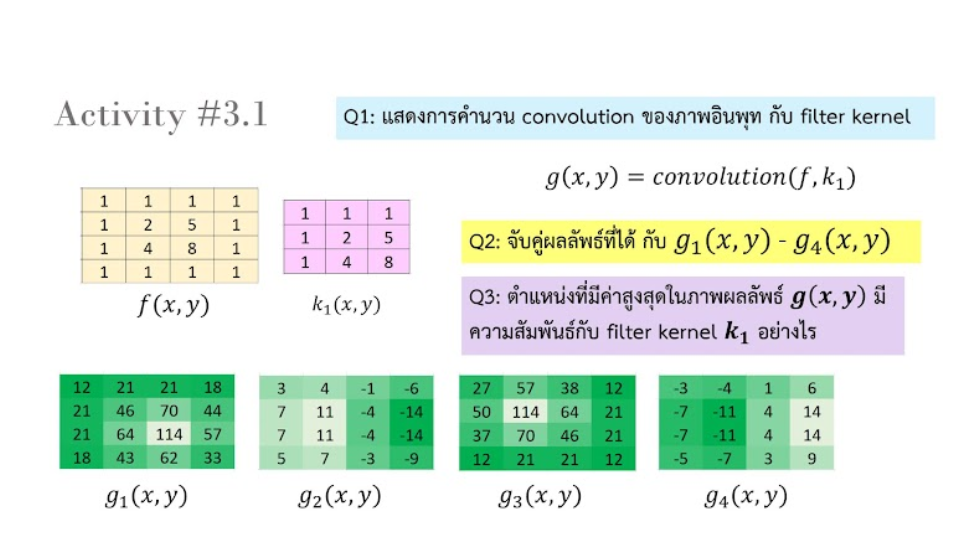 Activity #3.1
Q1: แสดงการคำนวน convolution ของภาพอินพุท กับ filter kernel
g(x, y) = convolution(f, k₁)
1 1 1 1
1 2 5 1
1 4 8 1
1 1 1 1
f(x, y)
1 1 1
1 2 5
1 4 8
k₁(x, y)
Q2: จับคู่ผลลัพธ์ที่ได้ กับ g₁(x, y) - g₄(x, y)
Q3: ตำแหน่งที่มีค่าสูงสุดในภาพผลลัพธ์ g(x, y) มี
ความสัมพันธ์กับ filter kernel k₁ อย่างไร
12 21 21 18
21 46 70 44
21 64 114 57
18 43 62 33
g₁(x, y)
3 4 -1 -6
7 11 -4 -14
7 11 -4 -14
5 7 -3 -9
g₂(x, y)
27 57 38 12
50 114 64 21
37 70 46 21
12 21 21 12
g₃(x, y)
-3 -4 1 6
-7 -11 4 14
-7 -11 4 14
-5 -7 3 9
g₄(x, y)